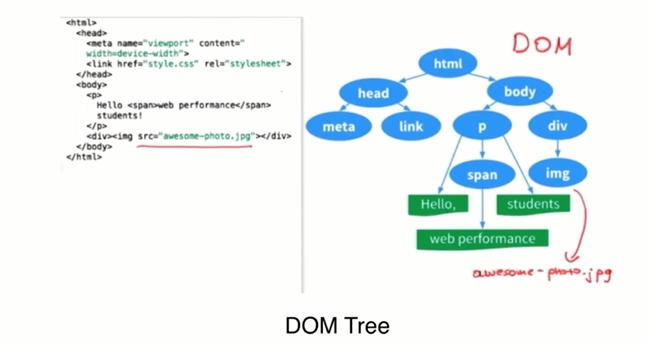 <html>
<head>
<meta name="viewport" content="
width=device-width">
<link href="style.css" rel="stylesheet">
</head>
<body>
<p>
Hello <span>web performance</span>
students!
</p>
<div><img src="awesome-photo.jpg"></div>
</body>
</html>
DOM
html
head
body
meta
link
p
div
span
img
Hello,
students
web performance
awesome-photo.jpg
DOM Tree